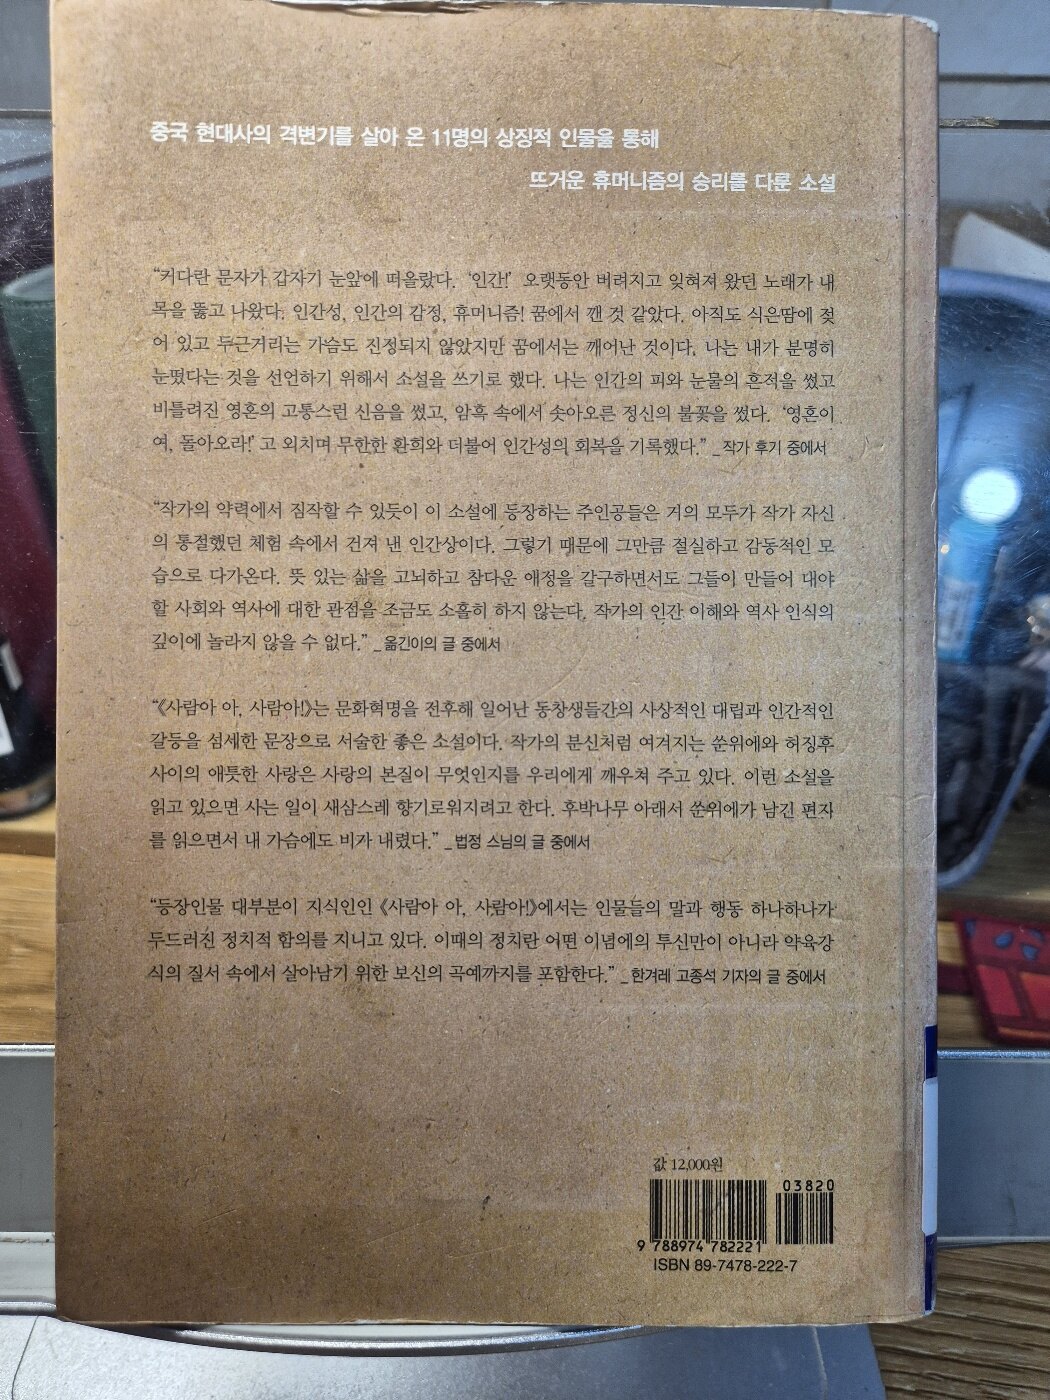 중국 현대사의 격변기를 살아 온 11명의 상징적 인물을 통해
뜨거운 휴머니즘의 승리를 다룬 소설
“커다란 문자가 갑자기 눈앞에 떠올랐다. ‘인간!’ 오랫동안 버려지고 잊혀져 왔던 노래가 내
목을 뚫고 나왔다. 인간성, 인간의 감정, 휴머니즘! 꿈에서 깬 것 같았다. 아직도 식은땀에 젖
어 있고 두근거리는 가슴도 진정되지 않았지만 꿈에서는 깨어난 것이다. 나는 내가 분명히
눈떴다는 것을 선언하기 위해서 소설을 쓰기로 했다. 나는 인간의 피와 눈물의 흔적을 썼고
비틀려진 영혼의 고통스런 신음을 썼고, 암흑 속에서 솟아오른 정신의 불꽃을 썼다. ‘영혼이
여, 돌아오라!’고 외치며 무한한 환희와 더불어 인간성의 회복을 기록했다.” _작가 후기 중에서
“작가의 약력에서 짐작할 수 있듯이 이 소설에 등장하는 주인공들은 거의 모두가 작가 자신
의 통절했던 체험 속에서 건져 낸 인간상이다. 그렇기 때문에 그만큼 절실하고 감동적인 모
습으로 다가온다. 뜻 있는 삶을 고뇌하고 참다운 애정을 갈구하면서도 그들이 만들어 대야
할 사회와 역사에 대한 관점을 조금도 소홀히 하지 않는다. 작가의 인간 이해와 역사 인식의
깊이에 놀라지 않을 수 없다.” _옮긴이의 글 중에서
“《사람아 아, 사람아!》는 문화혁명을 전후해 일어난 동창생들간의 사상적인 대립과 인간적인
갈등을 섬세한 문장으로 서술한 좋은 소설이다. 작가의 분신처럼 여겨지는 쑨위에와 허징후
사이의 애틋한 사랑은 사랑의 본질이 무엇인지를 우리에게 깨우쳐 주고 있다. 이런 소설을
읽고 있으면 사는 일이 새삼스레 향기로워지려고 한다. 후박나무 아래서 쑨위에가 남긴 편지
를 읽으면서 내 가슴에도 비가 내렸다.” _법정 스님의 글 중에서
“등장인물 대부분이 지식인인 《사람아 아, 사람아!》에서는 인물들의 말과 행동 하나하나가
두드러진 정치적 함의를 지니고 있다. 이때의 정치란 어떤 이념에의 투신만이 아니라 약육강
식의 질서 속에서 살아남기 위한 보신의 곡예까지를 포함한다.” _한겨레 고종석 기자의 글 중에서
값 12,000원
03820
9 788974 782221
ISBN 89-7478-222-7